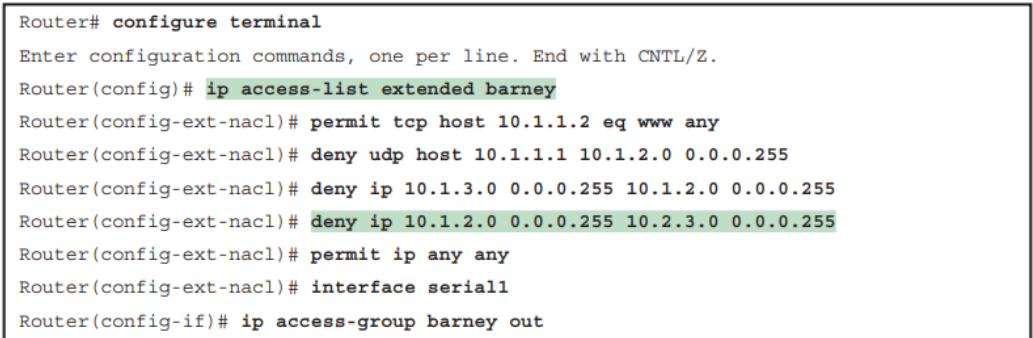 Router# configure terminal
Enter configuration commands, one per line. End with CNTL/Z.
Router(config)# ip access-list extended barney
Router(config-ext-nacl)# permit tcp host 10.1.1.2 eq www any
Router(config-ext-nacl)# deny udp host 10.1.1.1 10.1.2.0 0.0.0.255
Router(config-ext-nacl)# deny ip 10.1.3.0 0.0.0.255 10.1.2.0 0.0.0.255
Router(config-ext-nacl)# deny ip 10.1.2.0 0.0.0.255 10.2.3.0 0.0.0.255
Router(config-ext-nacl)# permit ip any any
Router(config-ext-nacl)# interface serial1
Router(config-if)# ip access-group barney out